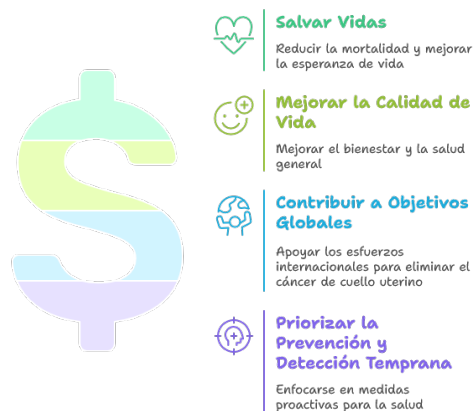 Salvar Vidas
Reducir la mortalidad y mejorar
la esperanza de vida
Mejorar la Calidad de
Vida
Mejorar el bienestar y la salud
general
Contribuir a Objetivos
Globales
Apoyar los esfuerzos
internacionales para eliminar el
cáncer de cuello uterino
Priorizar la
Prevención y
Detección Temprana
Enfocarse en medidas
proactivas para la salud